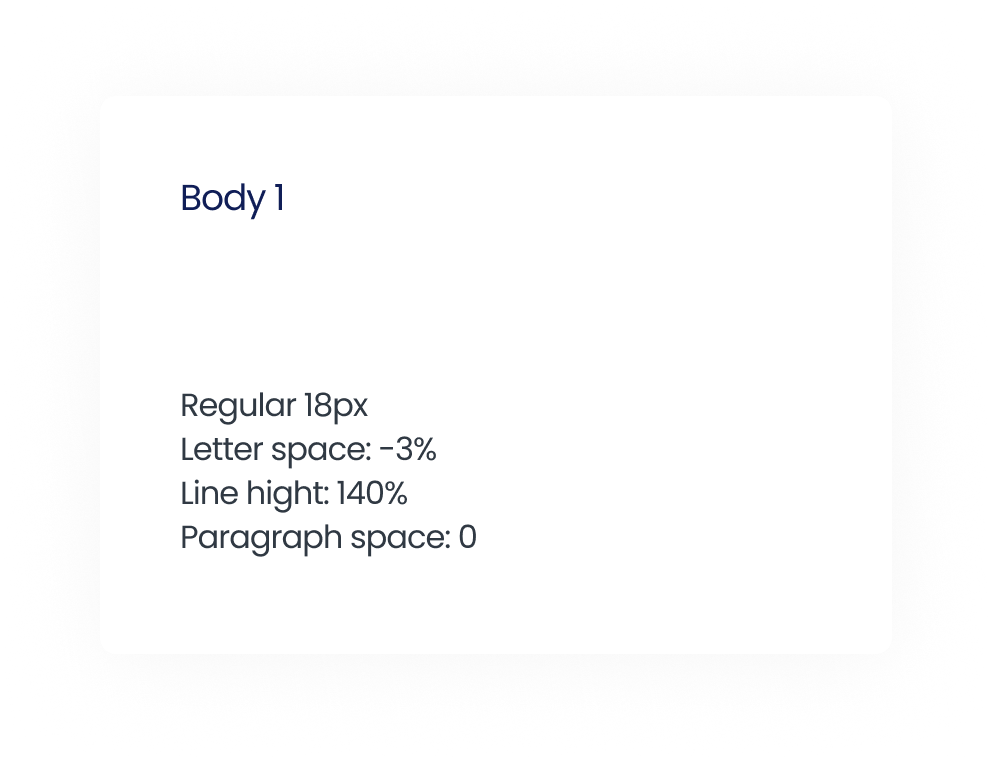 Body 1
Regular 18px
Letter space: -3%
Line hight: 140%
Paragraph space: 0